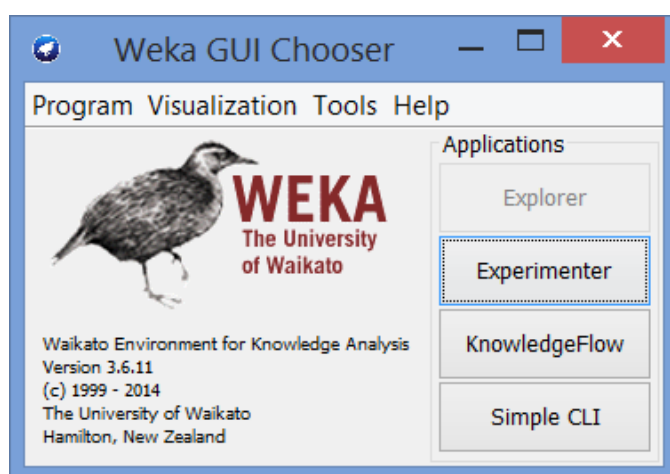 Weka GUI Chooser
Program Visualization Tools Help
WEKA
The University
of Waikato
Waikato Environment for Knowledge Analysis
Version 3.6.11
(c) 1999 - 2014
The University of Waikato
Hamilton, New Zealand
Applications
Explorer
Experimenter
KnowledgeFlow
Simple CLI